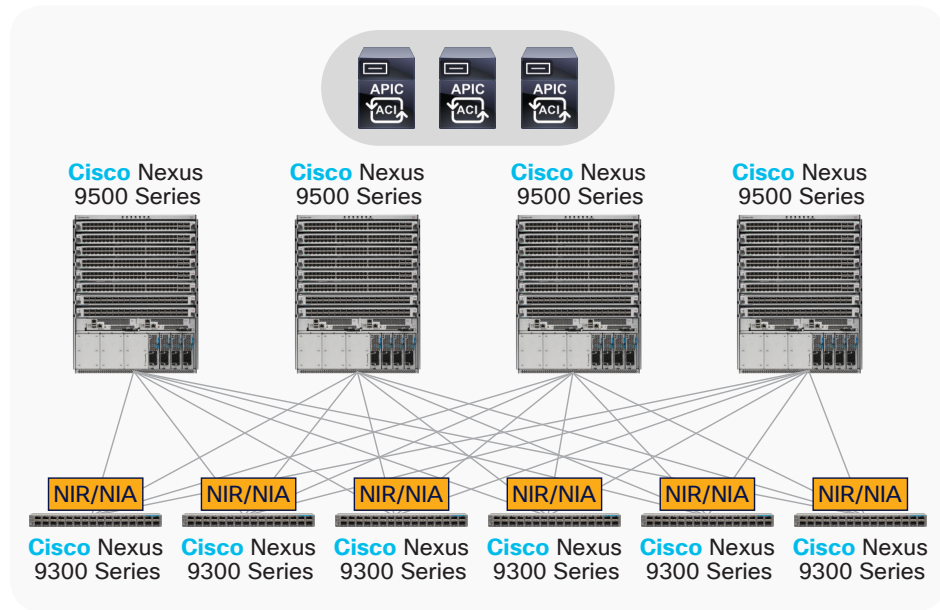 APIC
ACI
APIC
ACI
APIC
ACI
Cisco Nexus
9500 Series
Cisco Nexus
9500 Series
Cisco Nexus
9500 Series
Cisco Nexus
9500 Series
NIR/NIA
NIR/NIA
NIR/NIA
NIR/NIA
NIR/NIA
NIR/NIA
Cisco Nexus
9300 Series
Cisco Nexus
9300 Series
Cisco Nexus
9300 Series
Cisco Nexus
9300 Series
Cisco Nexus
9300 Series
Cisco Nexus
9300 Series